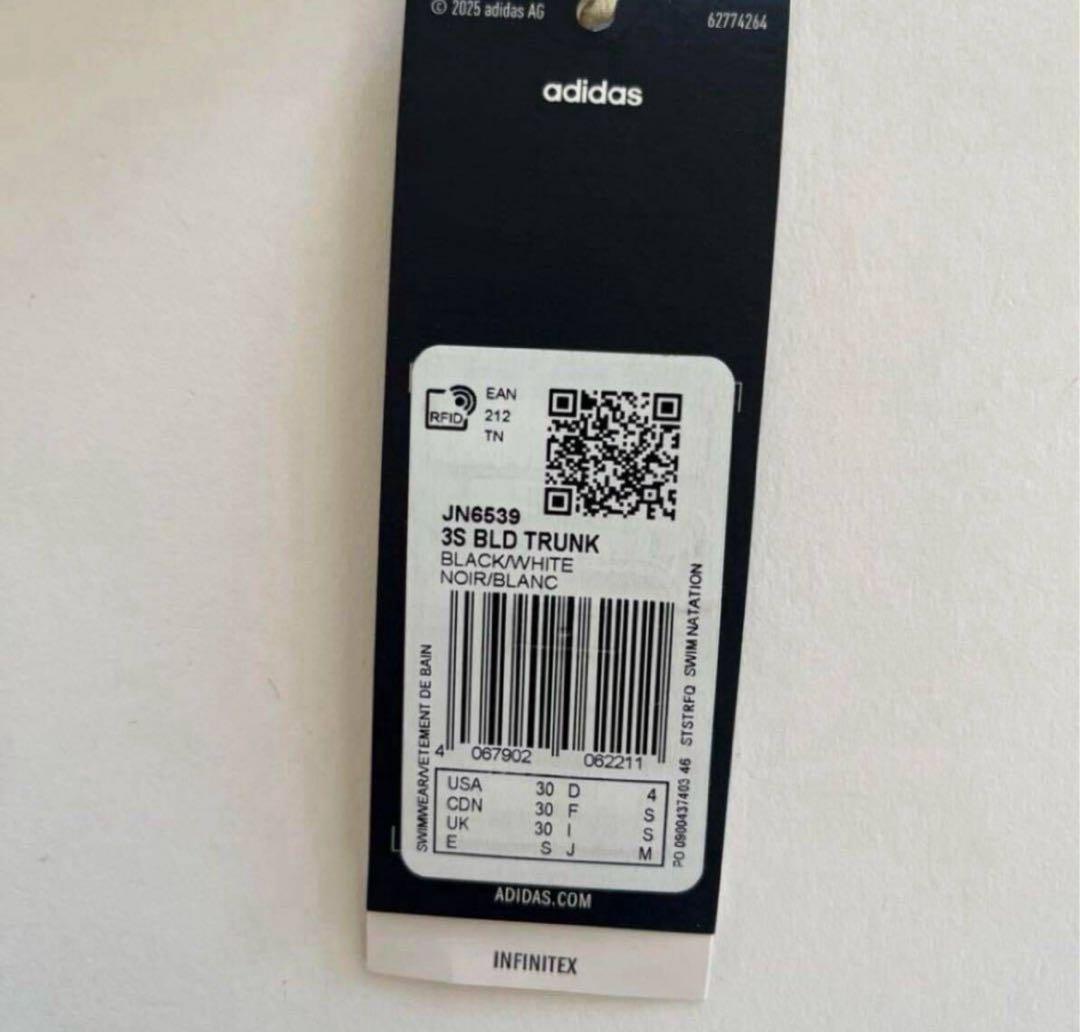 © 2025 adidas AG
62774264
adidas
RFID
EAN
212
TN
JN6539
3S BLD TRUNK
BLACK/WHITE
NOIR/BLANC
4 067902 062211
USA 30 D 4
CDN 30 F S
UK 30 I S
E S J M
SWIMWEAR/VETEMENT DE BAIN
PO 0900437403 46 STSTRFQ SWIM NATATION
ADIDAS.COM
INFINITEX